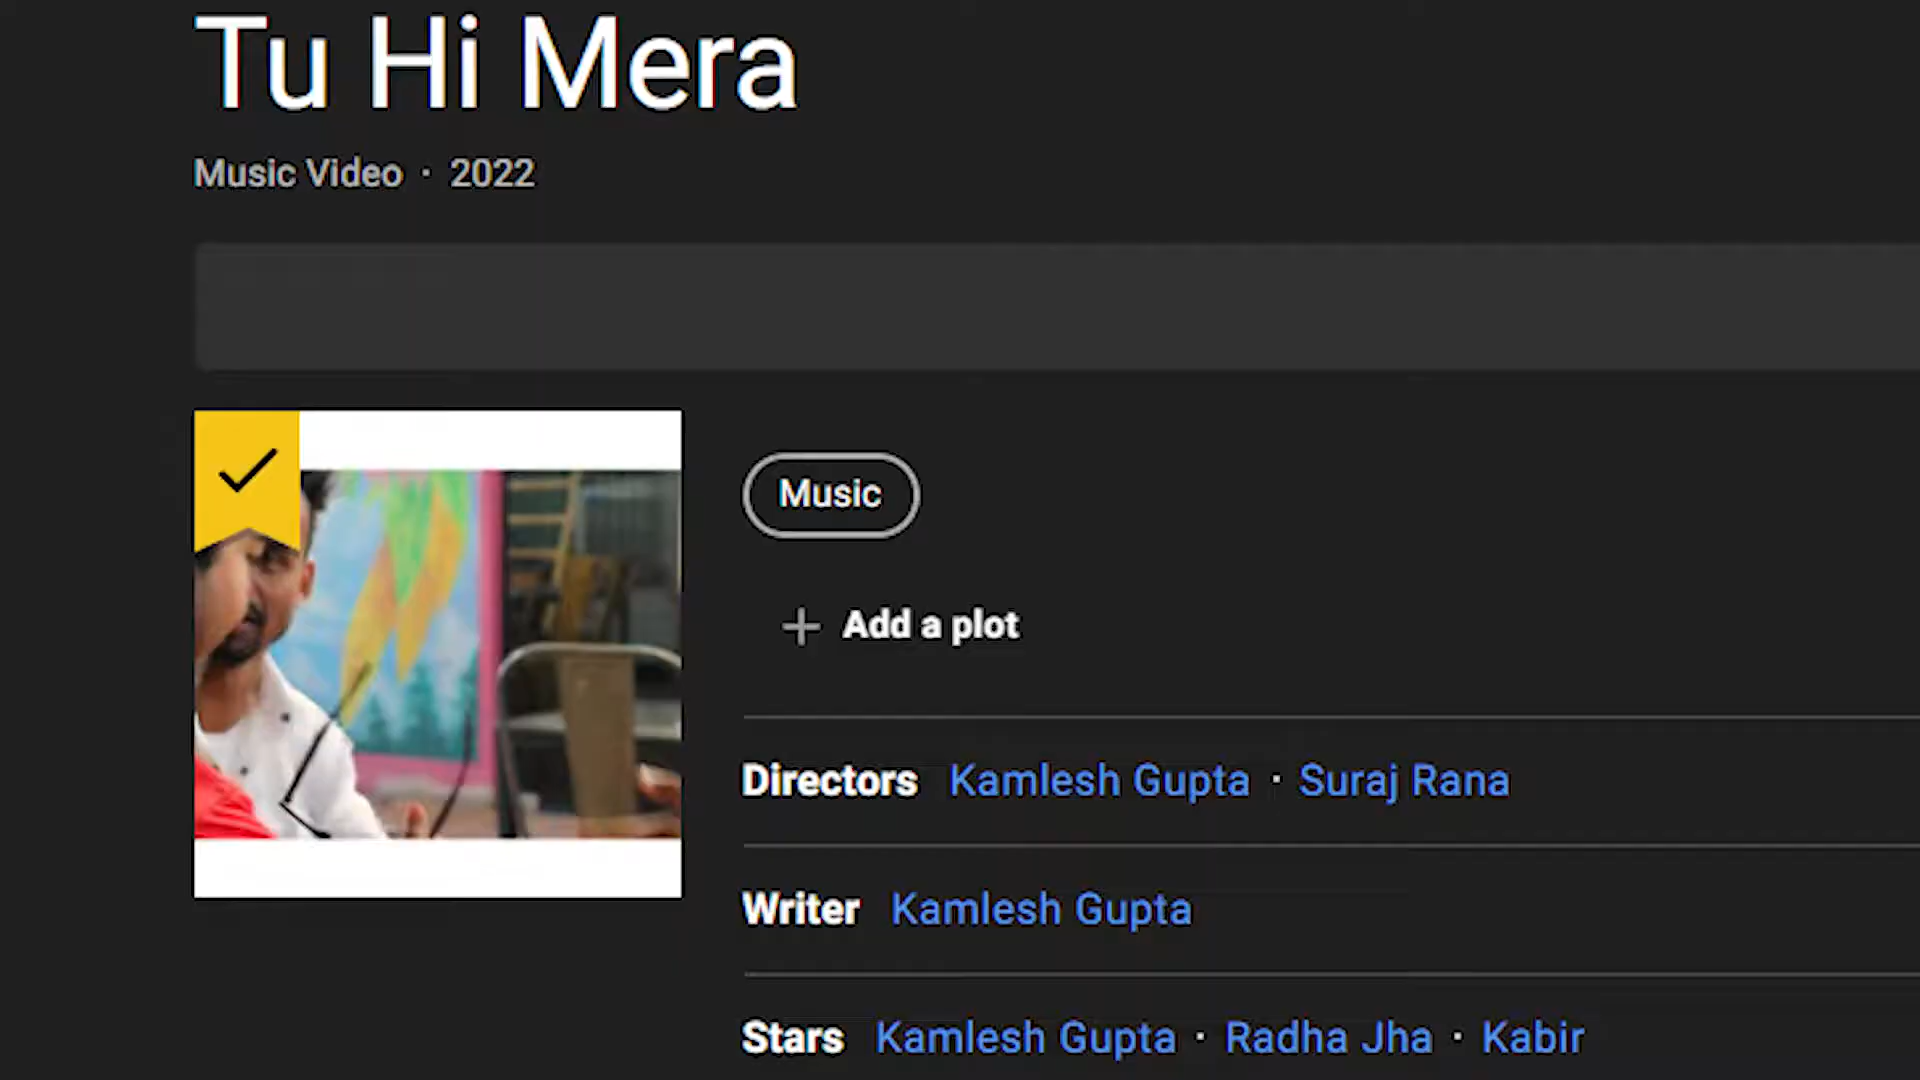 Tu Hi Mera
Music Video · 2022
Music
Add a plot
Directors Kamlesh Gupta · Suraj Rana
Writer Kamlesh Gupta
Stars Kamlesh Gupta · Radha Jha · Kabir